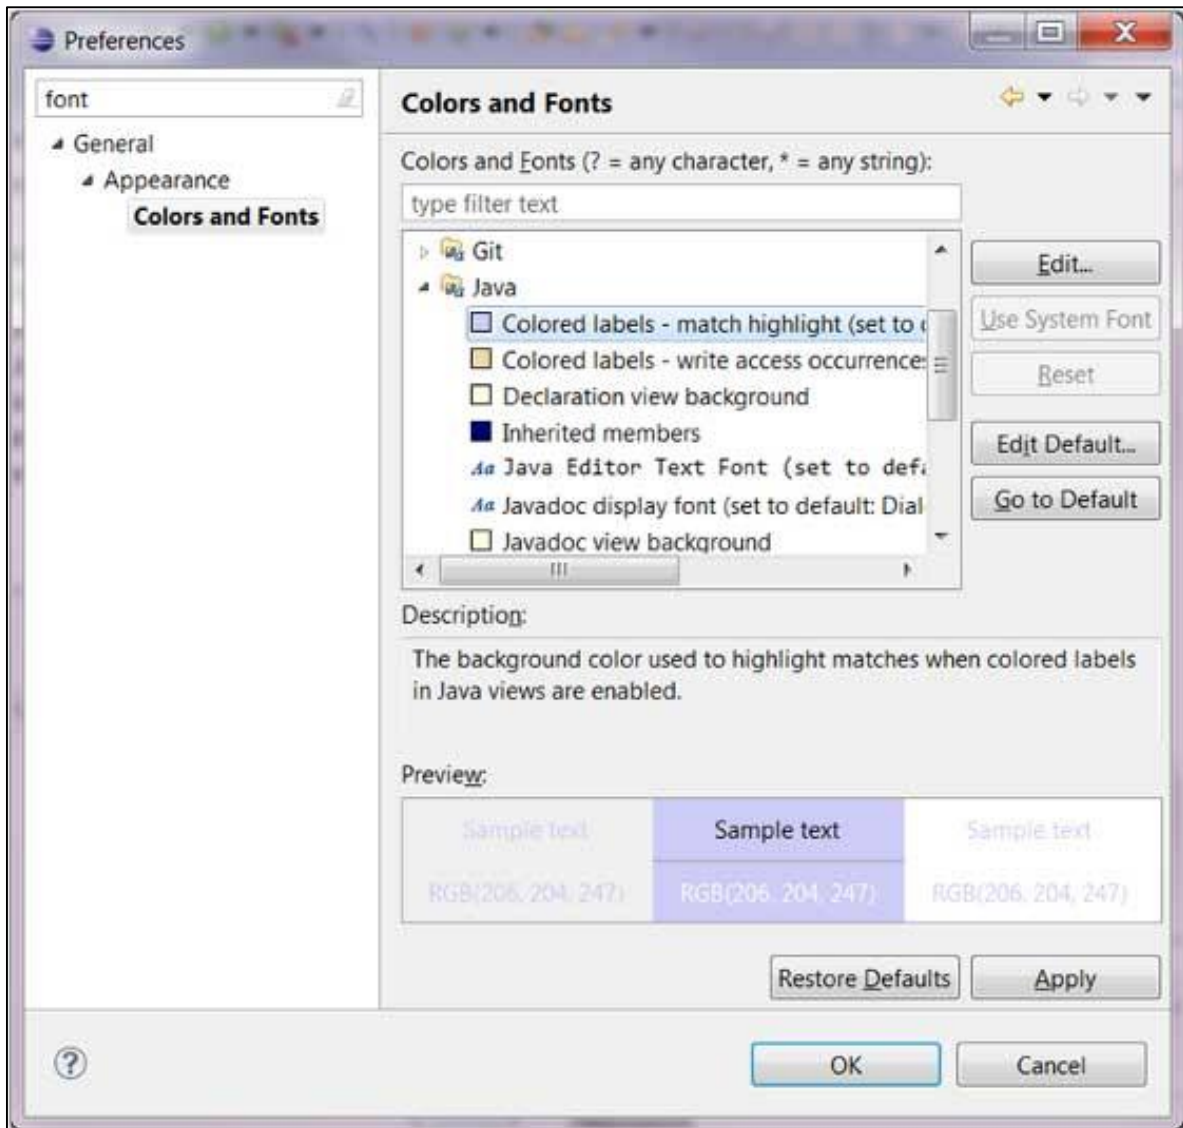 Preferences
font
General
Appearance
Colors and Fonts
Colors and Fonts
Colors and Fonts (? = any character, * = any string):
type filter text
Git
Java
Colored labels - match highlight (set to d
Colored labels - write access occurrences
Declaration view background
Inherited members
Aa Java Editor Text Font (set to defa
Aa Javadoc display font (set to default: Dial
Javadoc view background
Edit...
Use System Font
Reset
Edit Default...
Go to Default
Description:
The background color used to highlight matches when colored labels
in Java views are enabled.
Preview:
Sample text Sample text Sample text
RGB(206, 204, 247) RGB(206, 204, 247) RGB(206, 204, 247)
Restore Defaults Apply
? OK Cancel